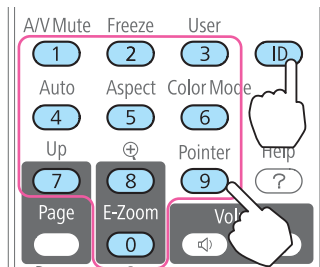 A/V Mute Freeze User
1 2 3 ID
Auto Aspect Color Mode
4 5 6
Up Pointer Help
7 8 9 ?
Page E-Zoom
0